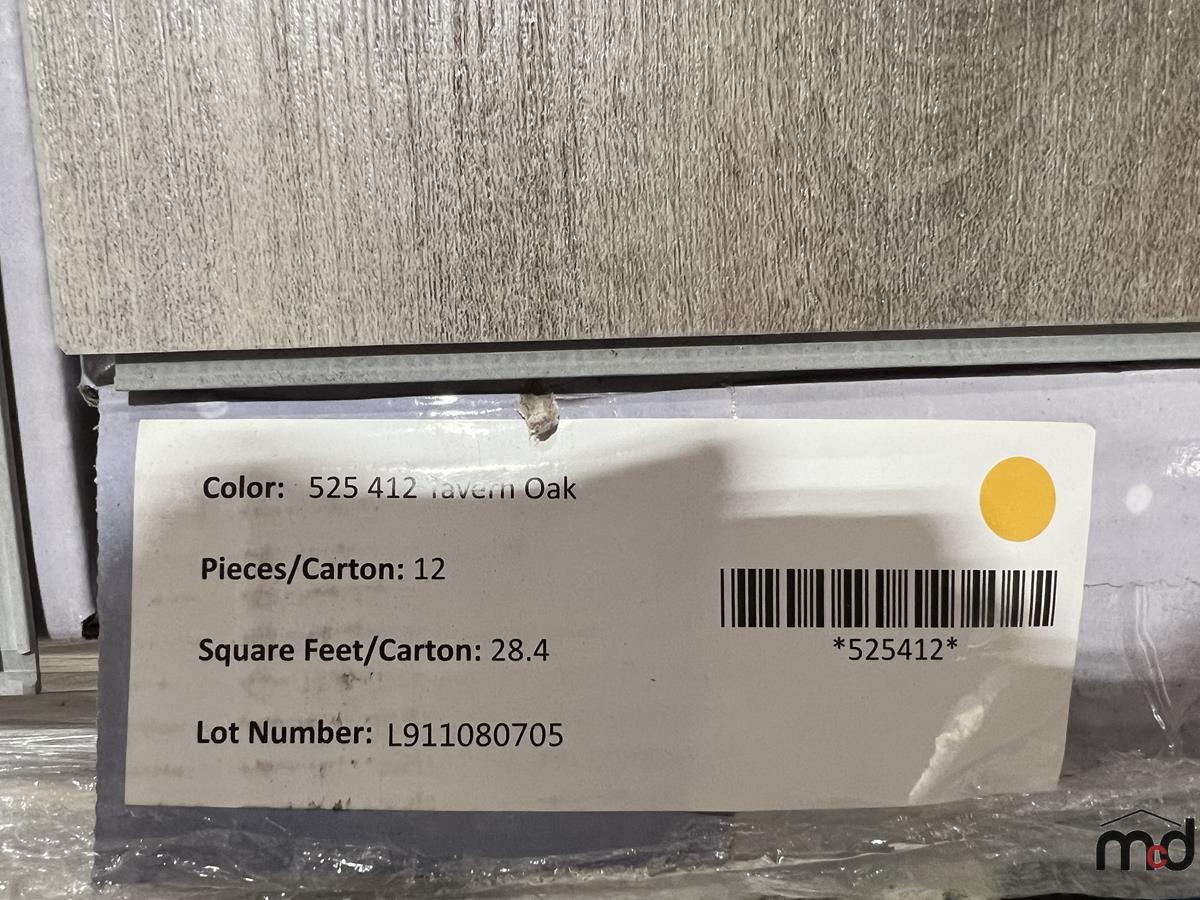 Color: 525 412 Tavern Oak
Pieces/Carton: 12
Square Feet/Carton: 28.4
Lot Number: L911080705
*525412*
mcd